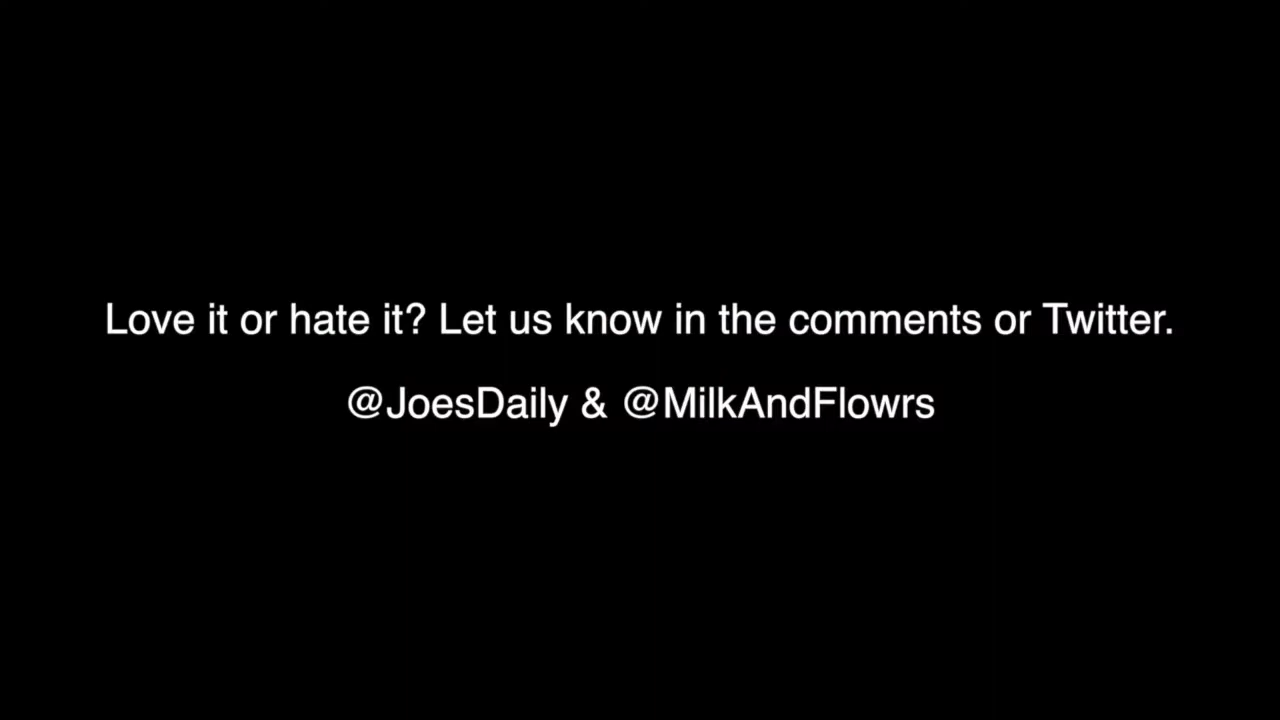 Love it or hate it? Let us know in the comments or Twitter.
@JoesDaily & @MilkAndFlowrs